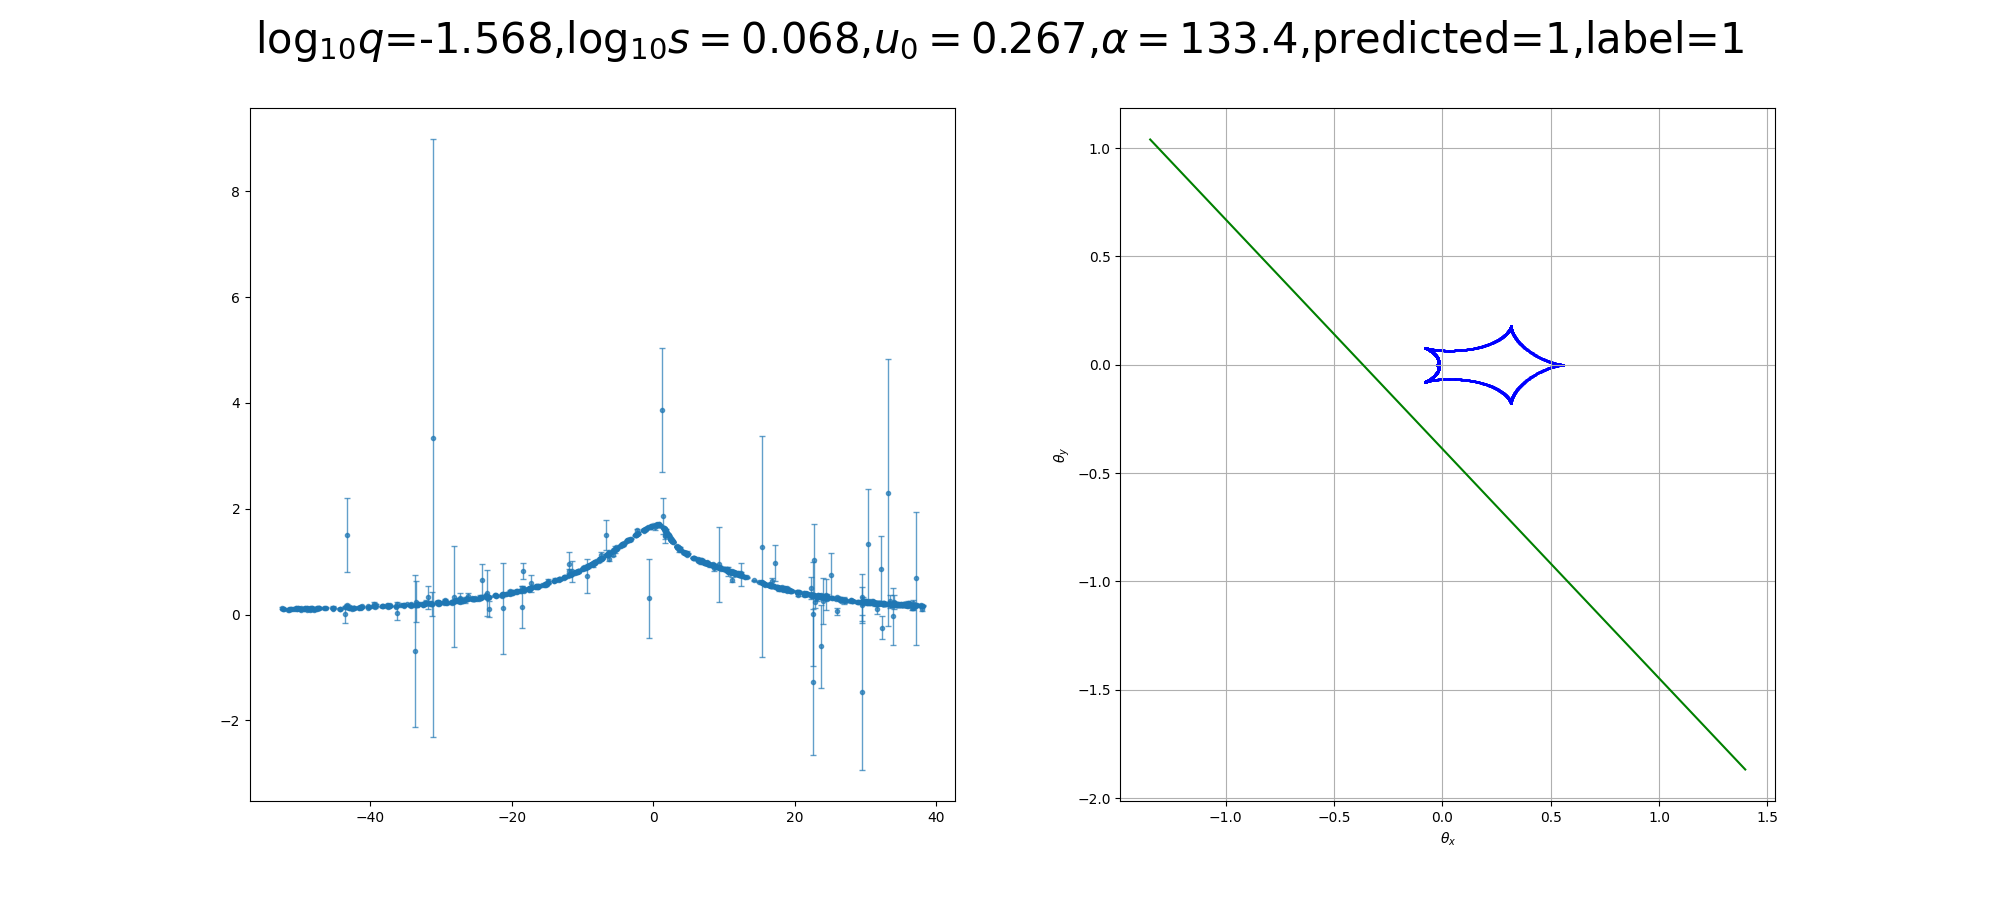 log₁₀q=-1.568,log₁₀s = 0.068,u₀ = 0.267,α = 133.4,predicted=1,label=1
8
6
4
2
0
−2
−40 −20 0 20 40
1.0
0.5
0.0
−0.5
−1.0
−1.5
−2.0
θy
−1.0 −0.5 0.0 0.5 1.0 1.5
θx